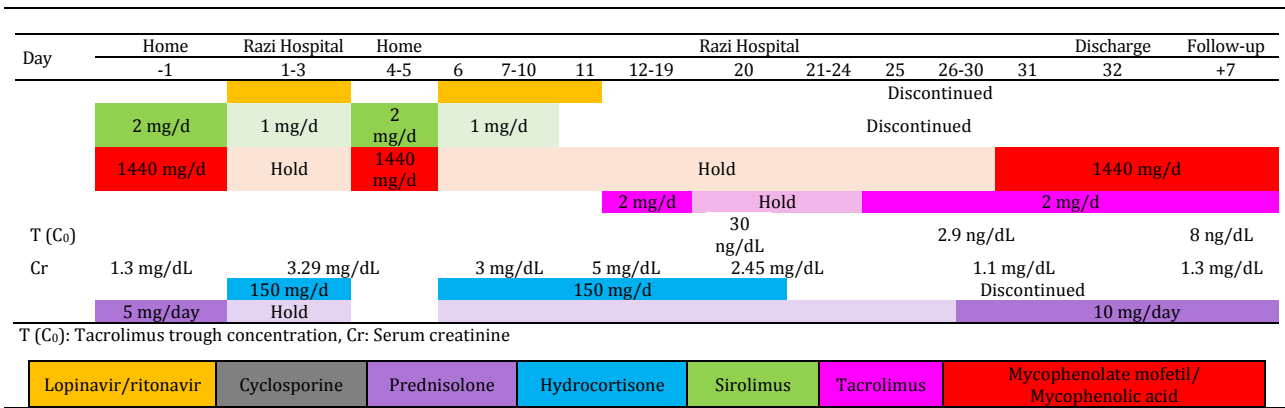 Day Home Razi Hospital Home Razi Hospital Discharge Follow-up
-1 1-3 4-5 6 7-10 11 12-19 20 21-24 25 26-30 31 32 +7
Discontinued
2 mg/d 1 mg/d 2 mg/d 1 mg/d Discontinued
1440 mg/d Hold 1440 mg/d Hold 1440 mg/d
2 mg/d Hold 2 mg/d
T (C₀) 30 ng/dL 2.9 ng/dL 8 ng/dL
Cr 1.3 mg/dL 3.29 mg/dL 3 mg/dL 5 mg/dL 2.45 mg/dL 1.1 mg/dL 1.3 mg/dL
150 mg/d 150 mg/d Discontinued
5 mg/day Hold 10 mg/day
T (C₀): Tacrolimus trough concentration, Cr: Serum creatinine
Lopinavir/ritonavir Cyclosporine Prednisolone Hydrocortisone Sirolimus Tacrolimus Mycophenolate mofetil/
Mycophenolic acid